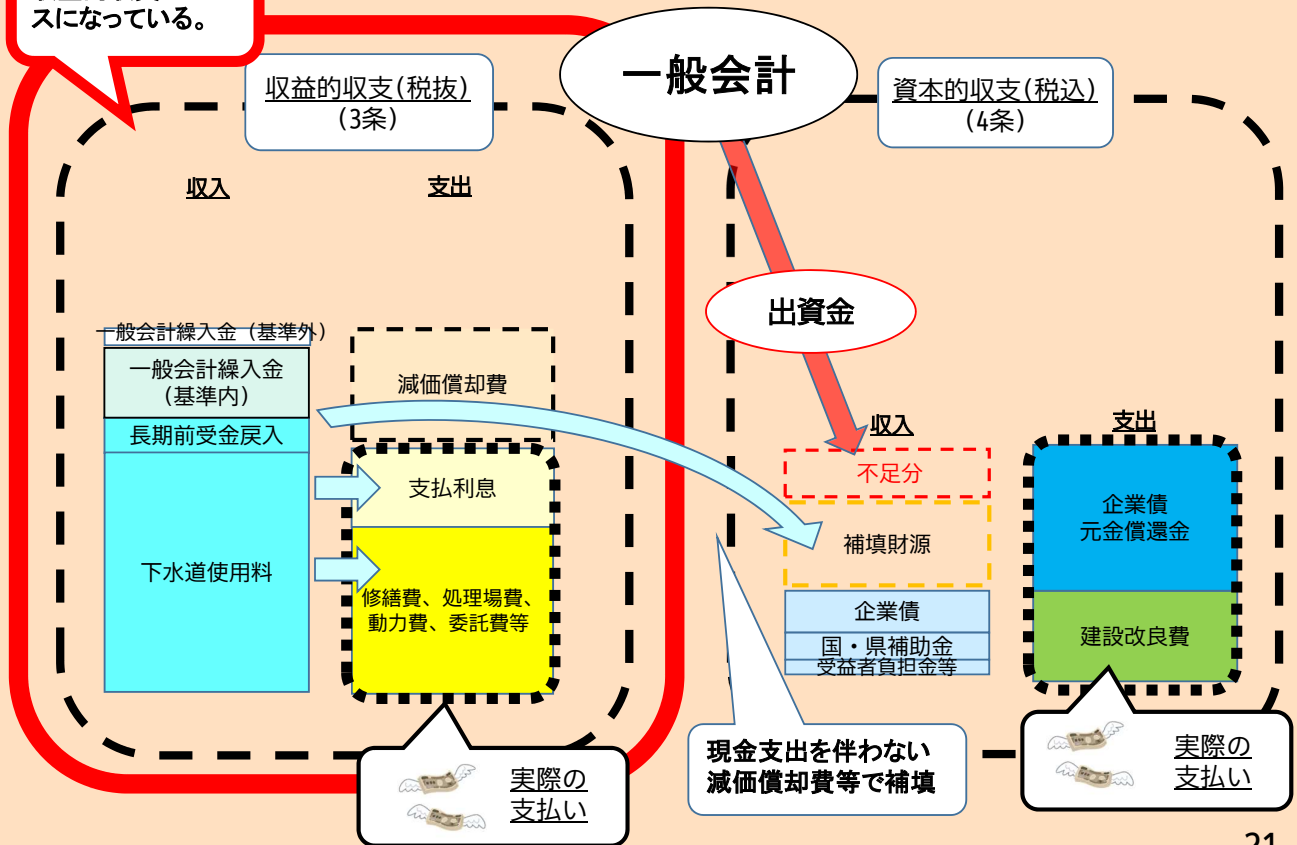 スになっている。
一般会計
収益的収支(税抜)
(3条)
資本的収支(税込)
(4条)
収入
支出
出資金
一般会計繰入金(基準外)
一般会計繰入金
(基準内)
長期前受金戻入
下水道使用料
減価償却費
支払利息
修繕費、処理場費、
動力費、委託費等
収入
支出
不足分
補填財源
企業債
国・県補助金
受益者負担金等
企業債
元金償還金
建設改良費
現金支出を伴わない
減価償却費等で補填
実際の
支払い
実際の
支払い